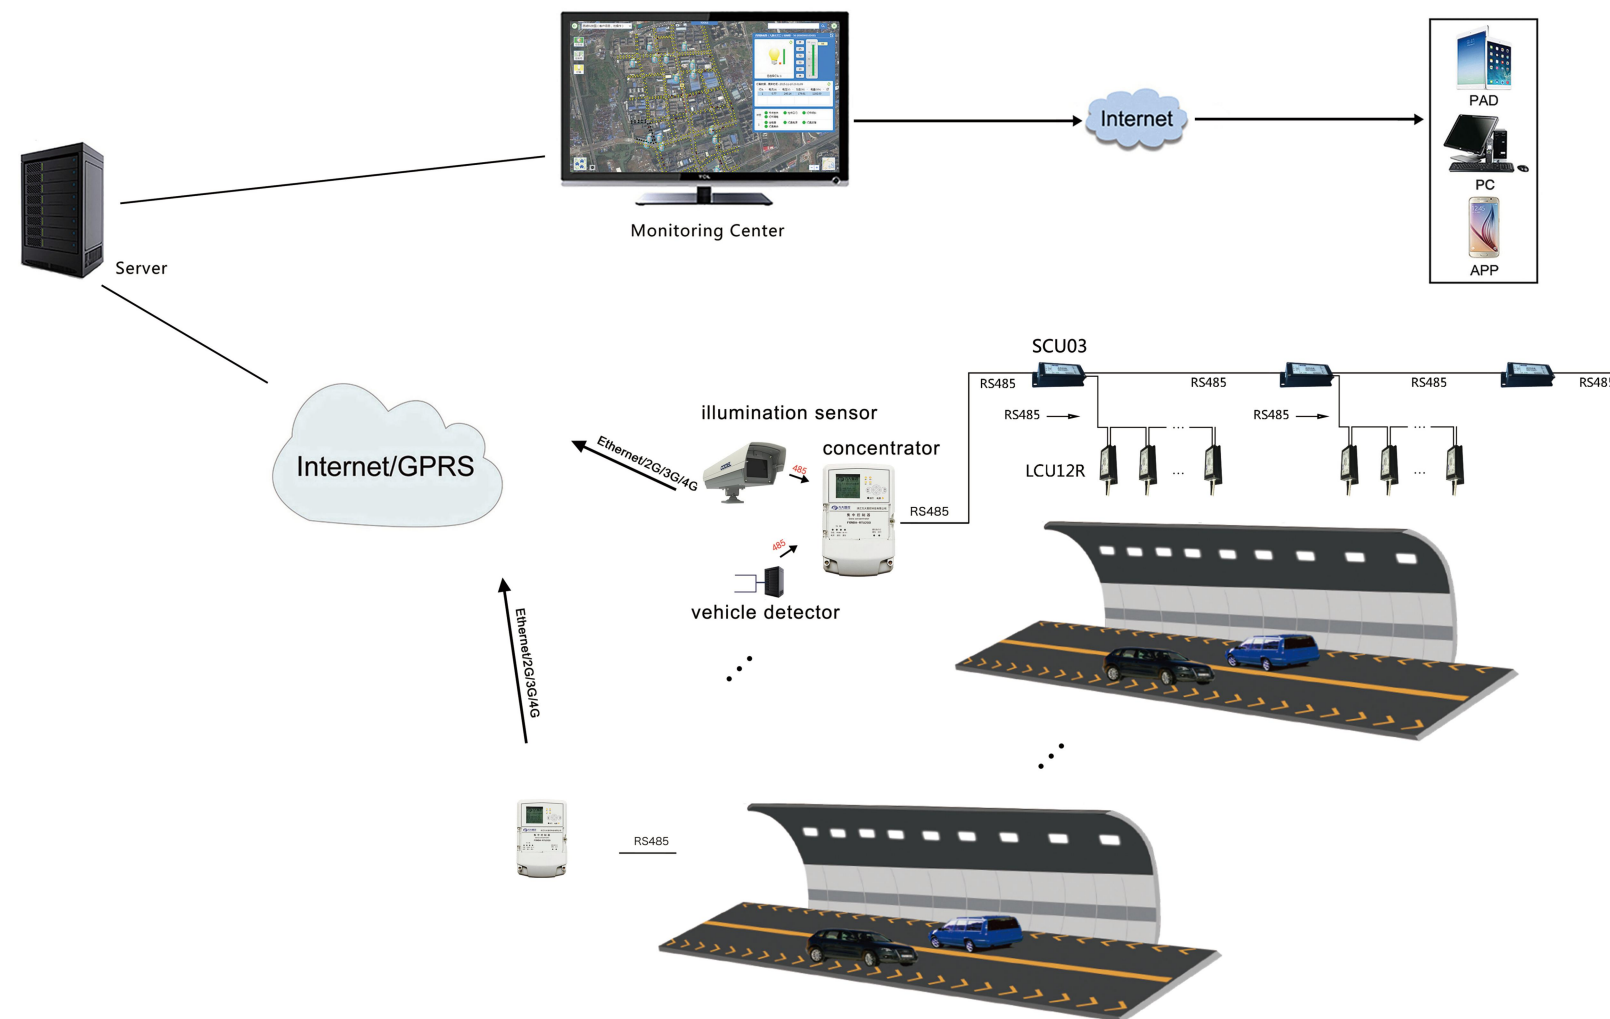 Internet
PAD
PC
APP
TCL
Monitoring Center
Server
SCU03
RS485
RS485
RS485
RS485
RS485
RS485
illumination sensor
concentrator
Ethernet/2G/3G/4G
485
Internet/GPRS
LCU12R
...
...
...
...
RS485
485
vehicle detector
Ethernet/2G/3G/4G
RS485